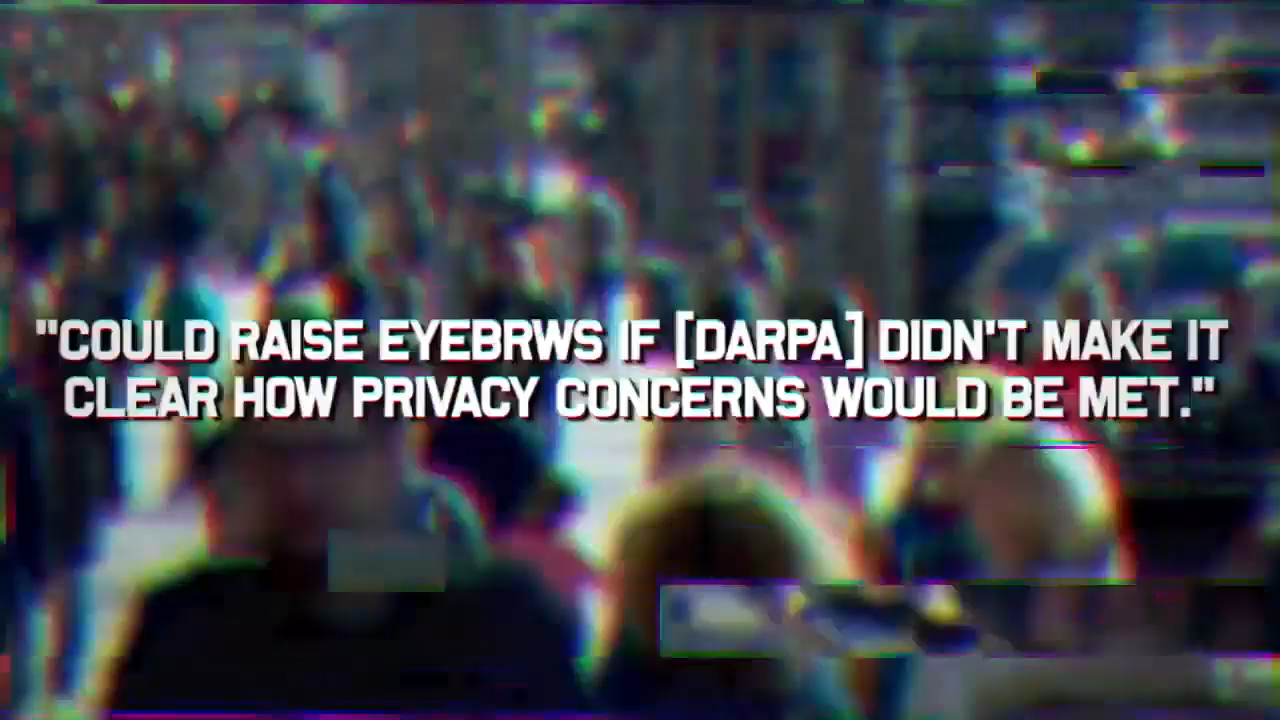 "COULD RAISE EYEBRWS IF [DARPA] DIDN'T MAKE IT
CLEAR HOW PRIVACY CONCERNS WOULD BE MET."